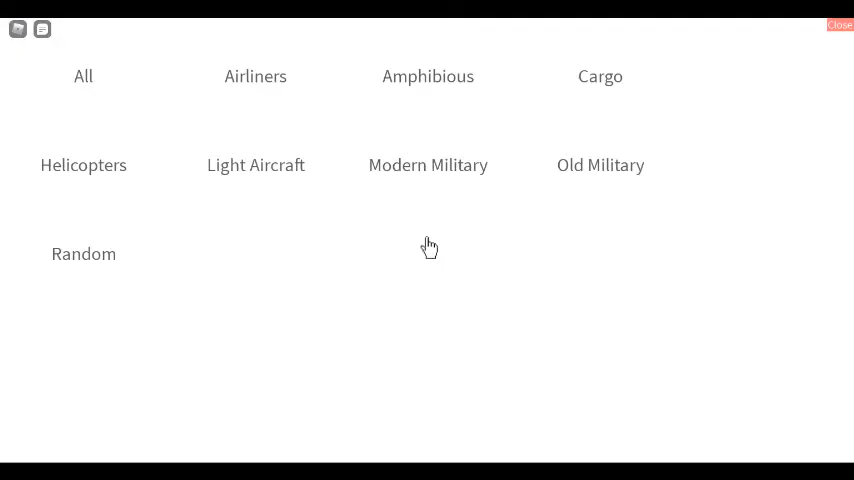 Close
All Airliners Amphibious Cargo
Helicopters Light Aircraft Modern Military Old Military
Random